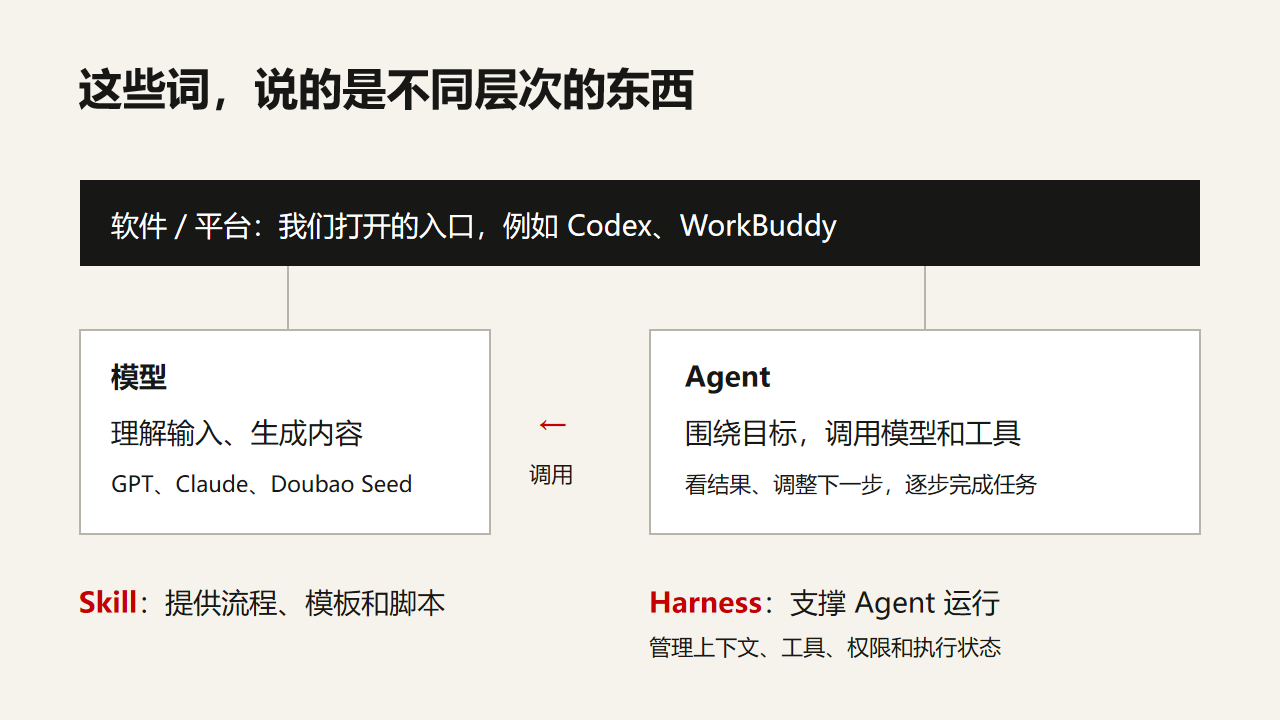 这些词，说的是不同层次的东西
软件 / 平台：我们打开的入口，例如 Codex、WorkBuddy
模型
理解输入、生成内容
GPT、Claude、Doubao Seed
←
调用
Agent
围绕目标，调用模型和工具
看结果、调整下一步，逐步完成任务
Skill：提供流程、模板和脚本
Harness：支撑 Agent 运行
管理上下文、工具、权限和执行状态